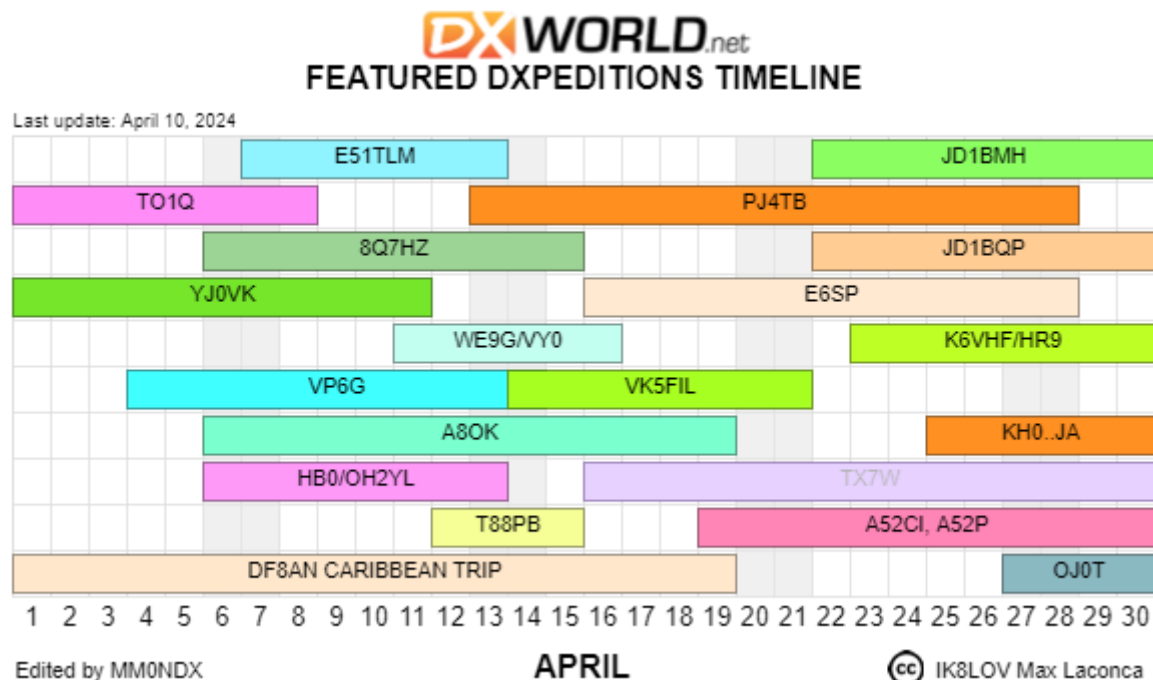 DXWORLD.net
FEATURED DXPEDITIONS TIMELINE
Last update: April 10, 2024
E51TLM JD1BMH
TO1Q PJ4TB
8Q7HZ JD1BQP
YJ0VK E6SP
WE9G/VY0 K6VHF/HR9
VP6G VK5FIL
A8OK KH0..JA
HB0/OH2YL TX7W
T88PB A52CI, A52P
DF8AN CARIBBEAN TRIP OJ0T
1 2 3 4 5 6 7 8 9 10 11 12 13 14 15 16 17 18 19 20 21 22 23 24 25 26 27 28 29 30
Edited by MM0NDX APRIL cc IK8LOV Max Laconca